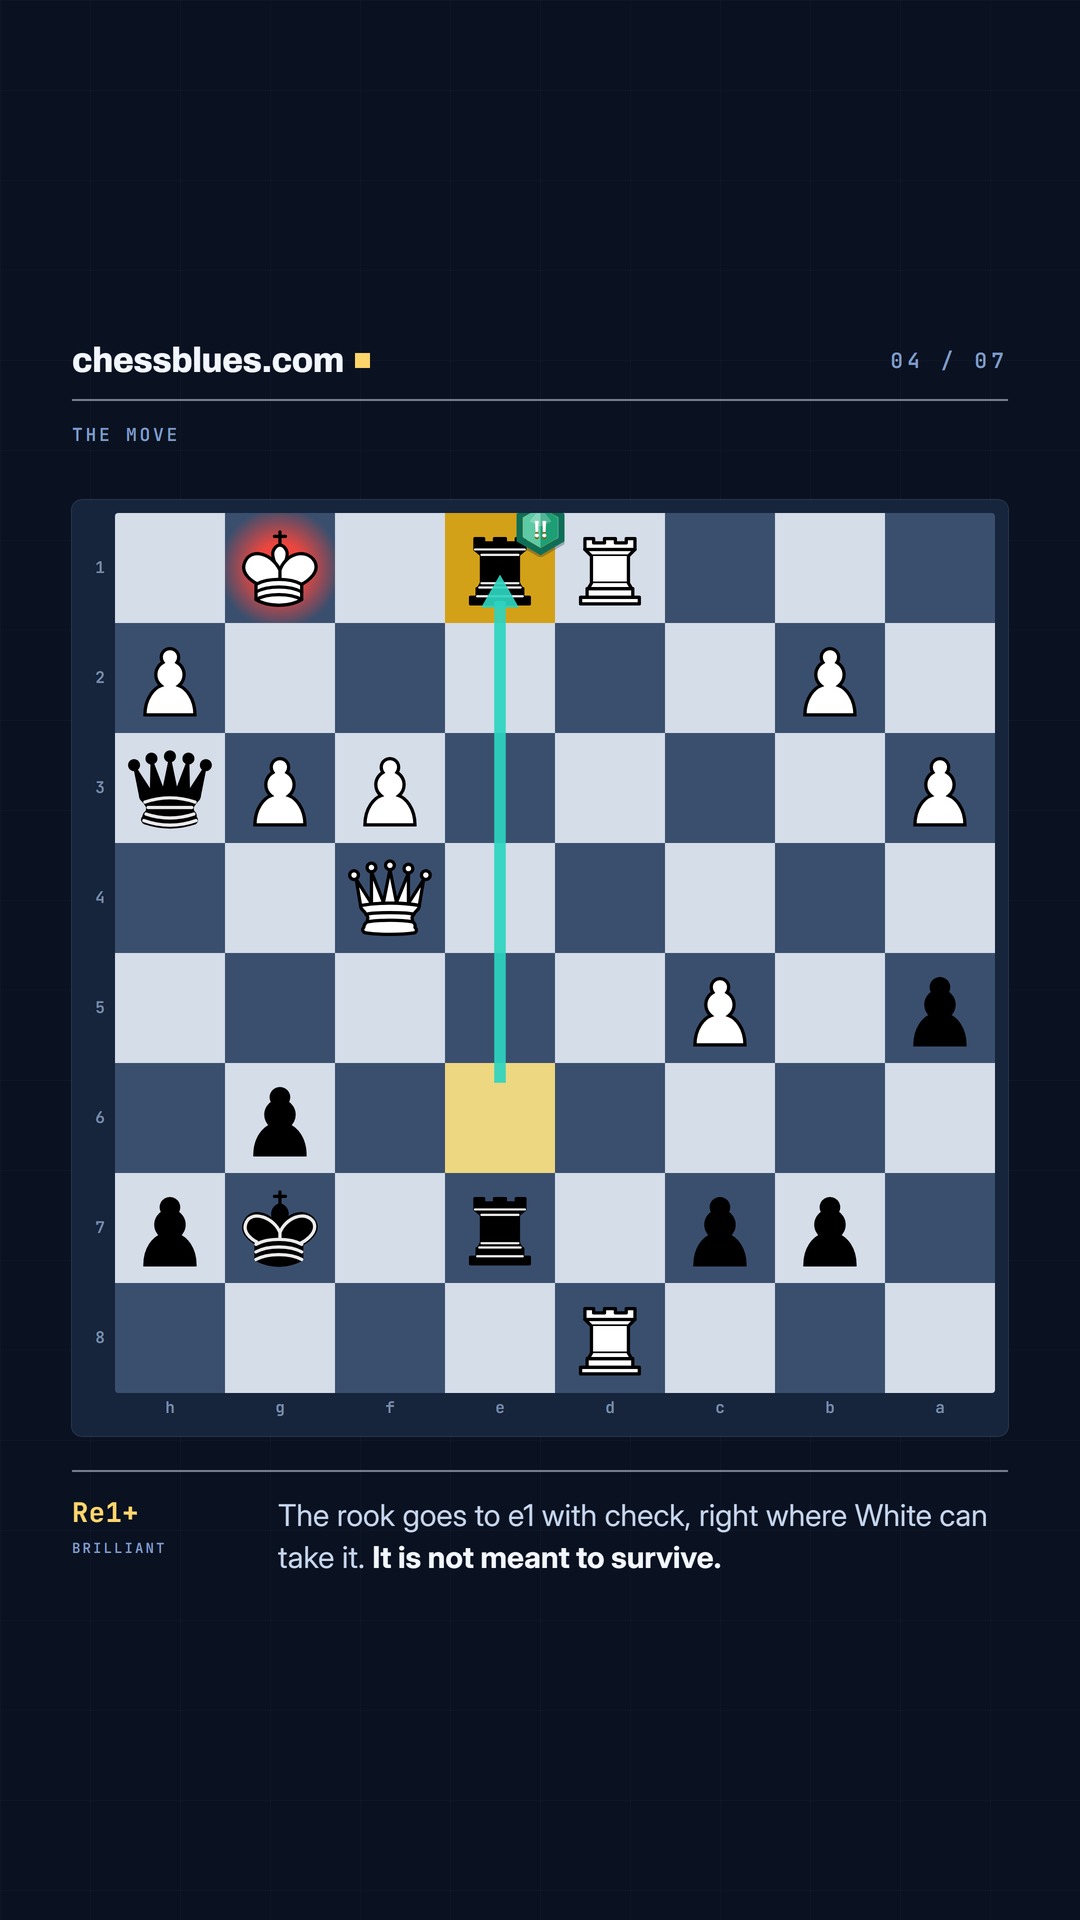 chessblues.com
04 / 07
THE MOVE
!!
1
2
3
4
5
6
7
8
h g f e d c b a
Re1+
BRILLIANT
The rook goes to e1 with check, right where White can
take it. It is not meant to survive.